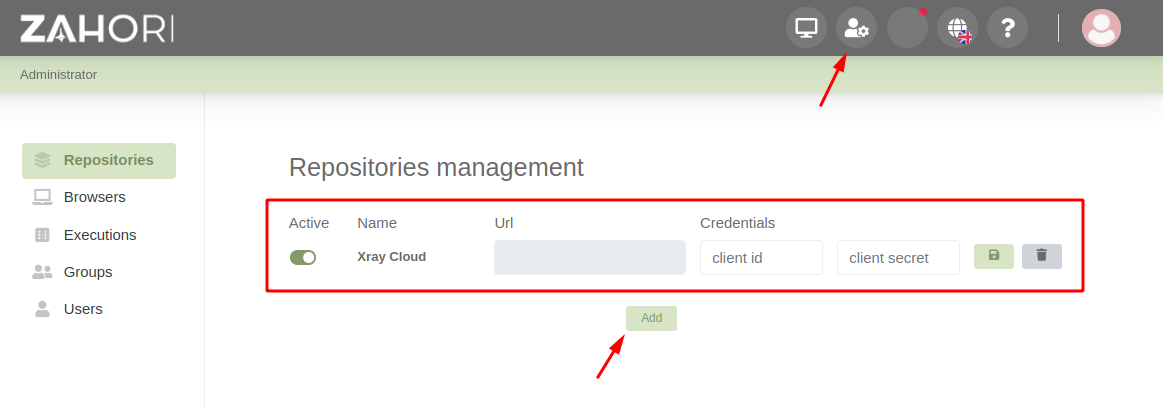 ZAHORI
?
Administrator
Repositories
Browsers
Executions
Groups
Users
Repositories management
Active Name Url Credentials
Xray Cloud client id client secret
Add